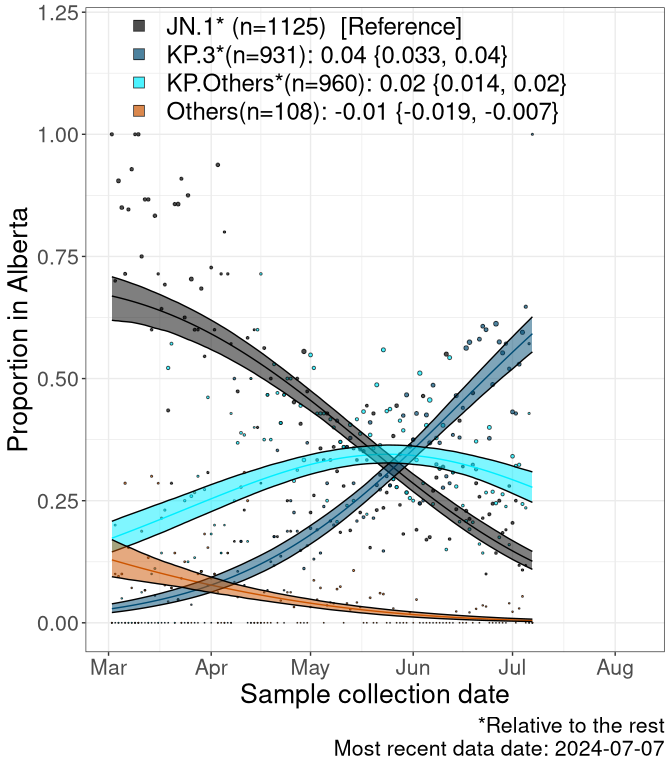 JN.1* (n=1125) [Reference]
KP.3*(n=931): 0.04 {0.033, 0.04}
KP.Others*(n=960): 0.02 {0.014, 0.02}
Others(n=108): -0.01 {-0.019, -0.007}
1.25
1.00
0.75
0.50
0.25
0.00
Proportion in Alberta
Mar Apr May Jun Jul Aug
Sample collection date
*Relative to the rest
Most recent data date: 2024-07-07